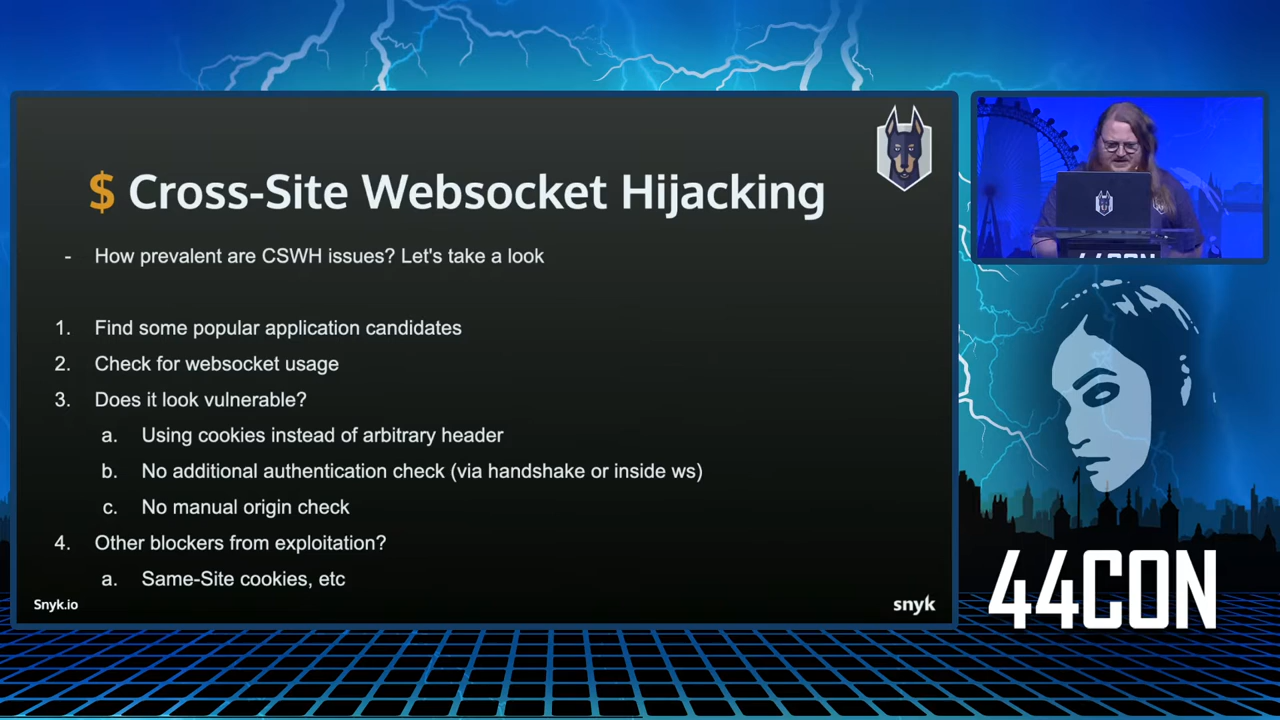 $ Cross-Site Websocket Hijacking
- How prevalent are CSWH issues? Let's take a look
1. Find some popular application candidates
2. Check for websocket usage
3. Does it look vulnerable?
a. Using cookies instead of arbitrary header
b. No additional authentication check (via handshake or inside ws)
c. No manual origin check
4. Other blockers from exploitation?
a. Same-Site cookies, etc
Snyk.io
snyk
44CON
44CON